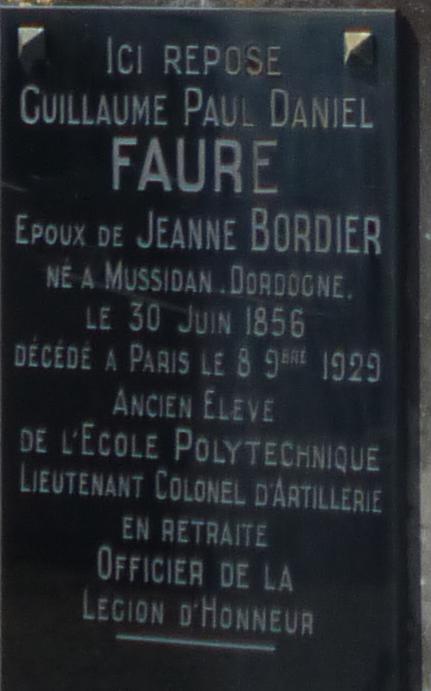 ICI REPOSE
GUILLAUME PAUL DANIEL
FAURE
EPOUX DE JEANNE BORDIER
NÉ A MUSSIDAN . DORDOGNE.
LE 30 JUIN 1856
DÉCÉDÉ A PARIS LE 8 9BRE 1929
ANCIEN ELEVE
DE L'ECOLE POLYTECHNIQUE
LIEUTENANT COLONEL D'ARTILLERIE
EN RETRAITE
OFFICIER DE LA
LEGION D'HONNEUR